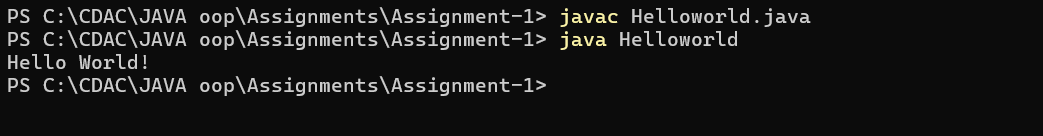 PS C:\CDAC\JAVA oop\Assignments\Assignment-1> javac Helloworld.java
PS C:\CDAC\JAVA oop\Assignments\Assignment-1> java Helloworld
Hello World!
PS C:\CDAC\JAVA oop\Assignments\Assignment-1>